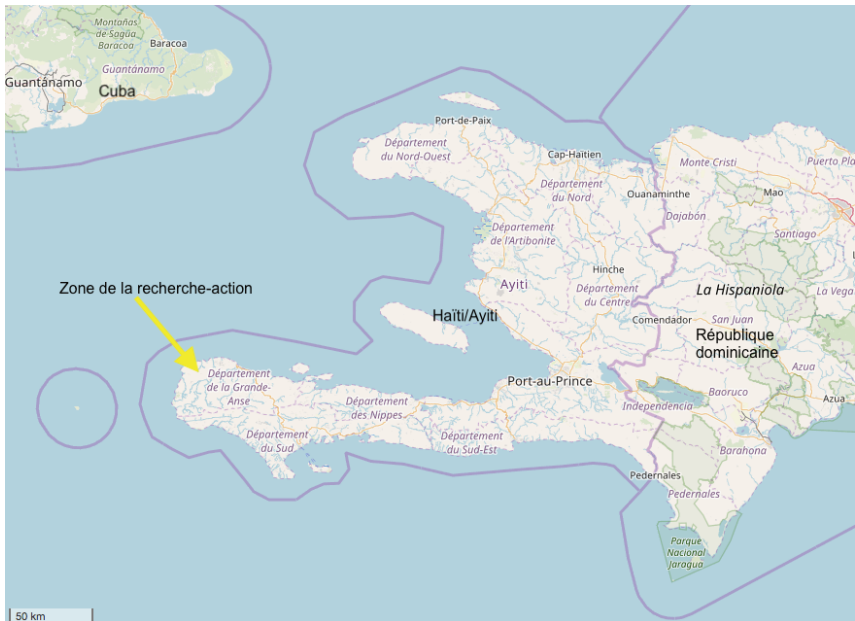 Montañas
de Sagüa
Baracoa
Baracoa
Guantánamo
Guantánamo
Cuba
Port-de-Paix
Département
du Nord-Ouest
Cap-Haïtien
Monte Cristi
Puerto Pla
Département
du Nord
Ouanaminthe
Mao
Dajabón
Département
de l'Artibonite
Santiago
Hinche
Zone de la recherche-action
Ayiti
Département
du Centre
La Hispaniola
La Vega
Haïti/Ayiti
Comendador
San Juan
République
dominicaine
Département
de la Grande-
Anse
Port-au-Prince
Azua
Baoruco
Azua
Département
des Nippes
Independencia
Département
du Sud
Département
du Sud-Est
Barahona
Pedernales
Pedernales
Parque
Nacional
Jaragua
50 km